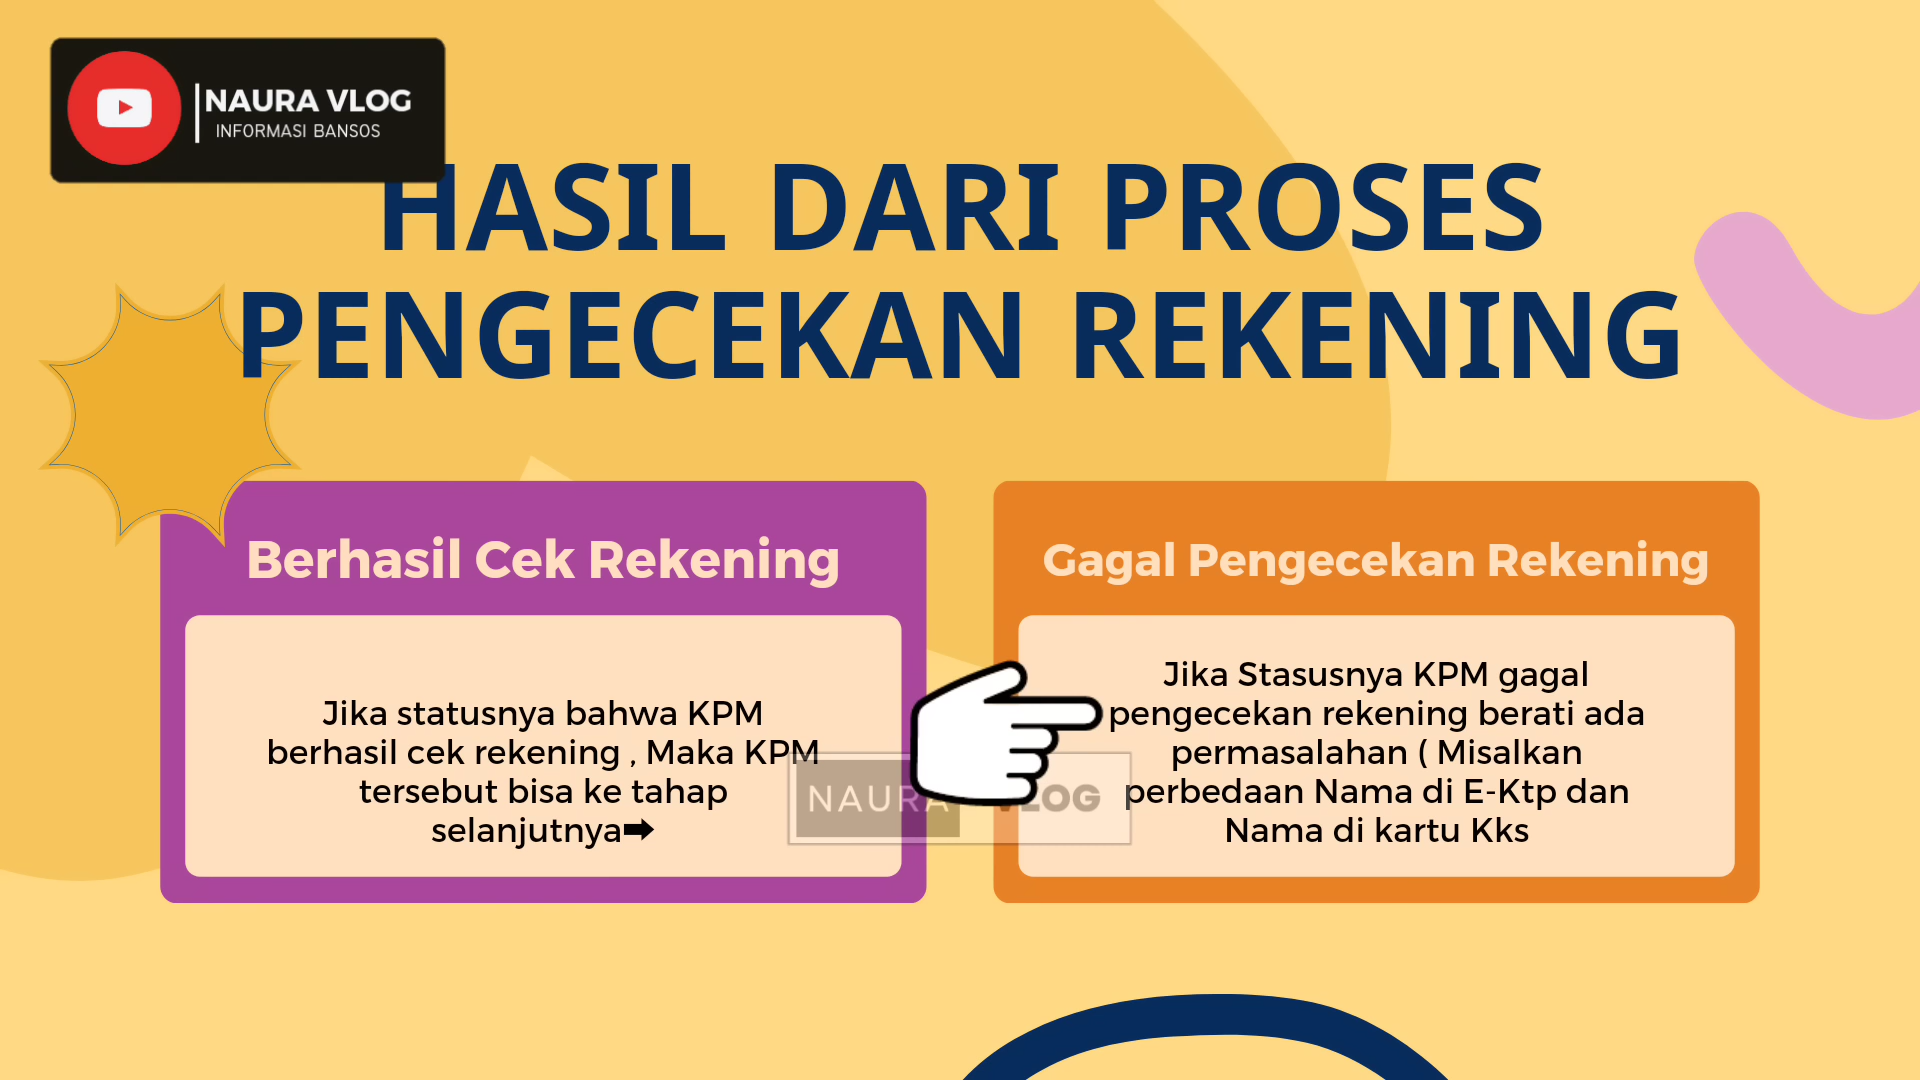 NAURA VLOG
INFORMASI BANSOS
HASIL DARI PROSES
PENGECEKAN REKENING
Berhasil Cek Rekening
Jika statusnya bahwa KPM
berhasil cek rekening , Maka KPM
tersebut bisa ke tahap
selanjutnya➡
Gagal Pengecekan Rekening
Jika Stasusnya KPM gagal
pengecekan rekening berati ada
permasalahan ( Misalkan
perbedaan Nama di E-Ktp dan
Nama di kartu Kks
NAURA VLOG